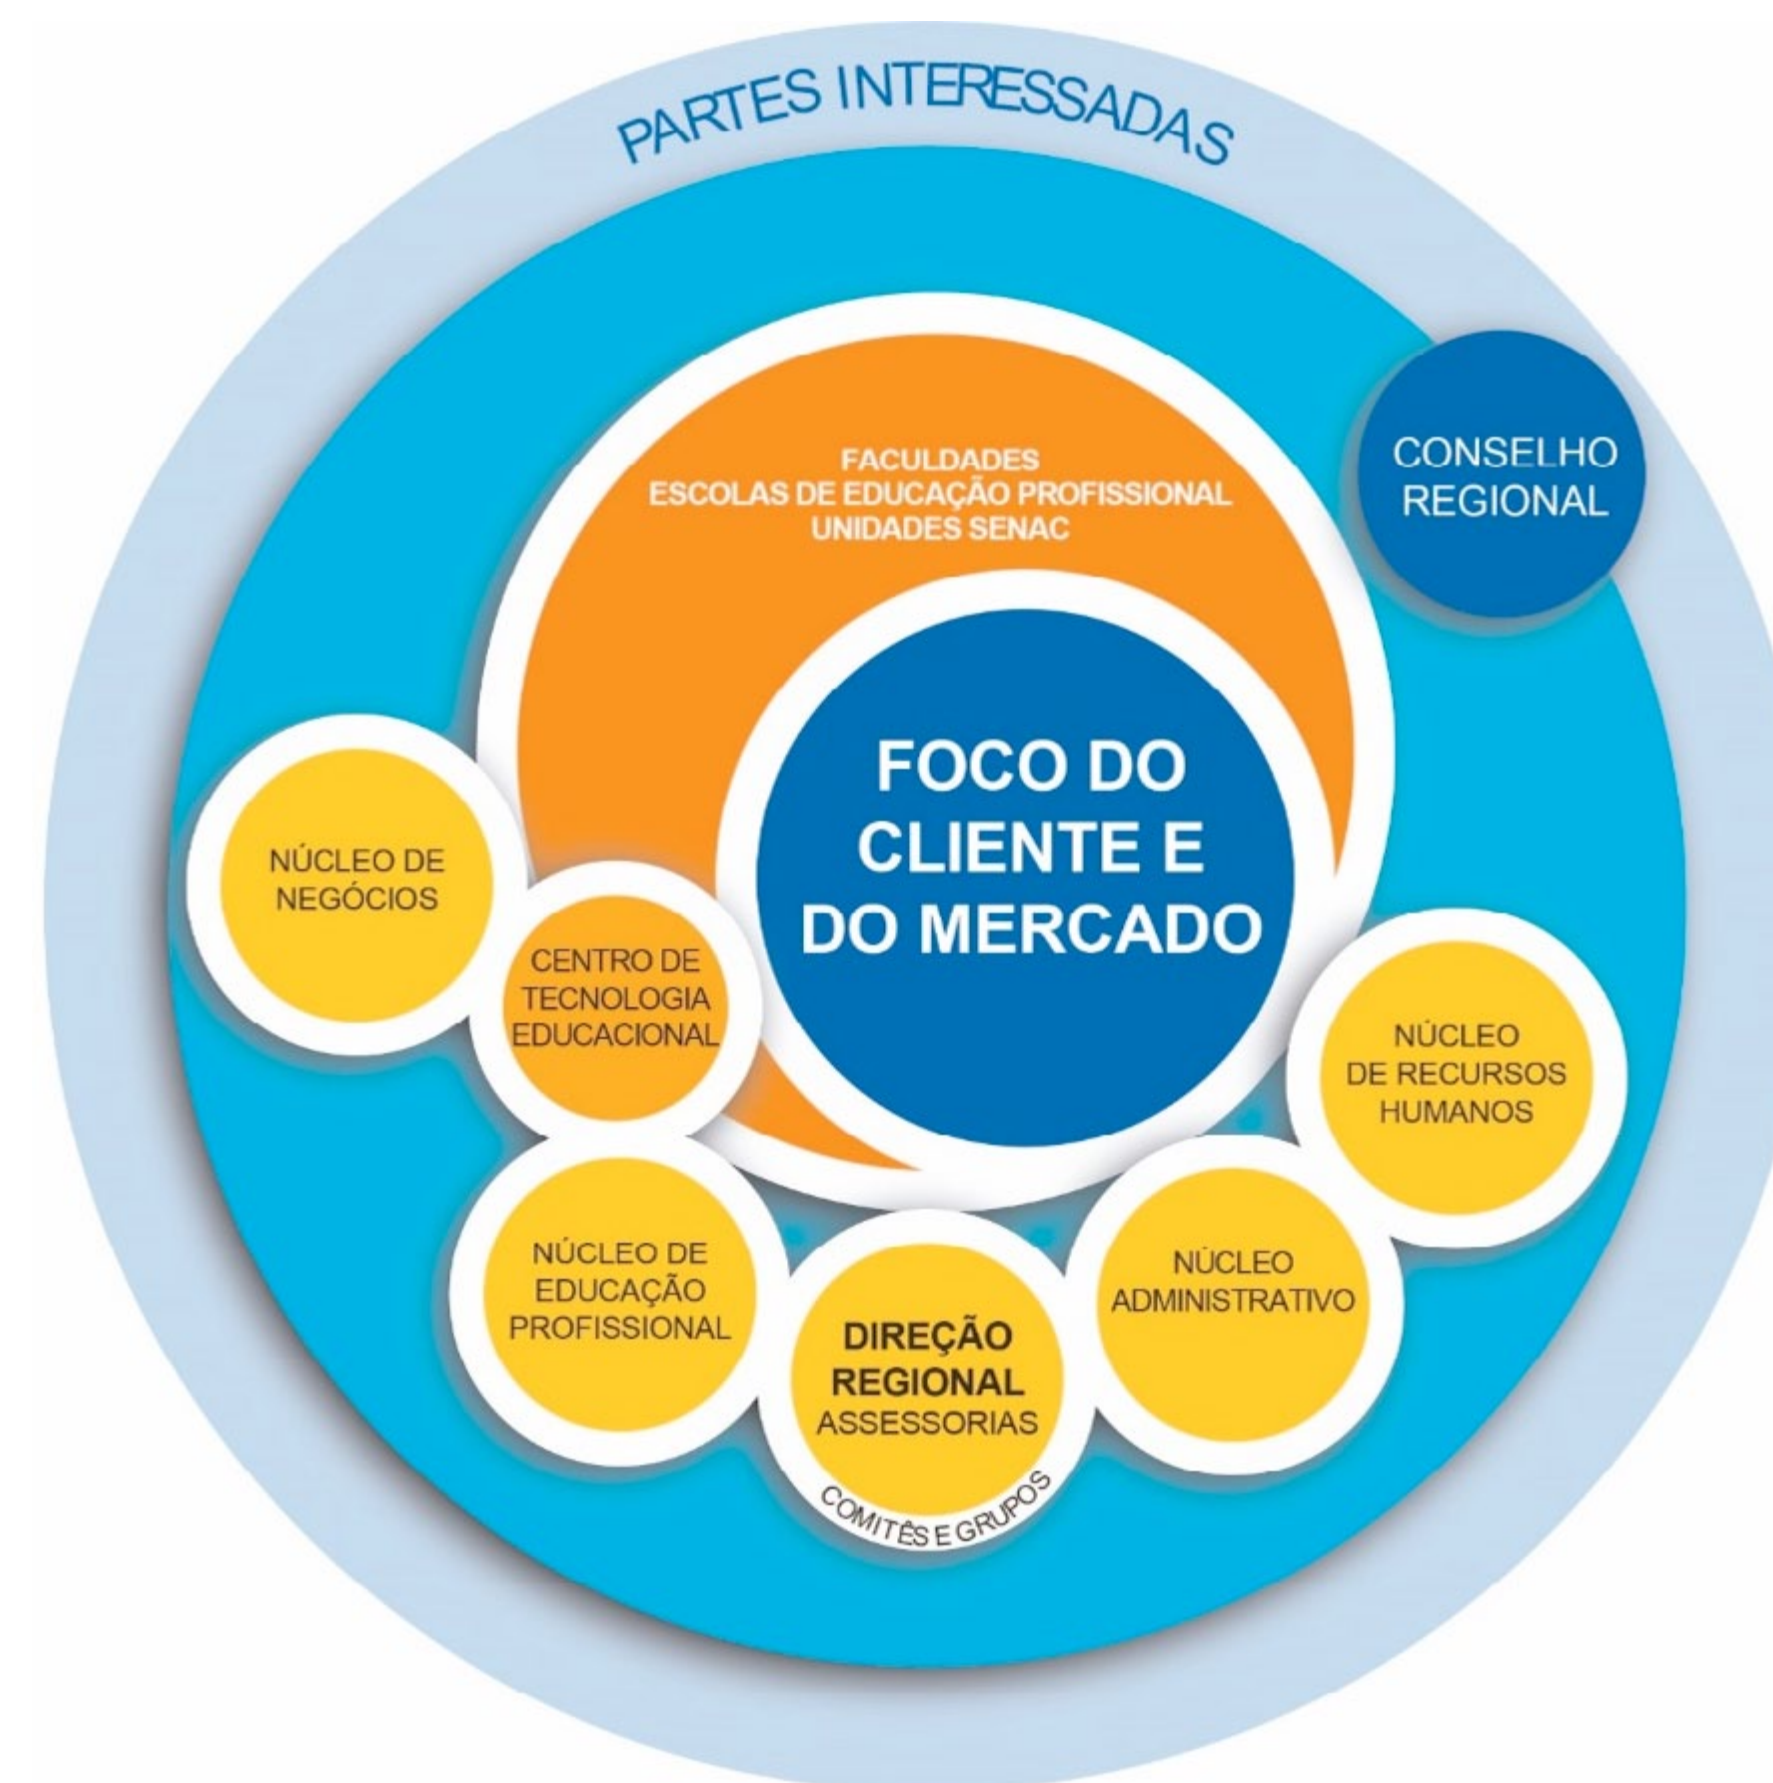 PARTES INTERESSADAS
CONSELHO
REGIONAL
FACULDADES
ESCOLAS DE EDUCAÇÃO PROFISSIONAL
UNIDADES SENAC
FOCO DO
CLIENTE E
DO MERCADO
NÚCLEO DE
NEGÓCIOS
CENTRO DE
TECNOLOGIA
EDUCACIONAL
NÚCLEO
DE RECURSOS
HUMANOS
NÚCLEO DE
EDUCAÇÃO
PROFISSIONAL
DIREÇÃO
REGIONAL
ASSESSORIAS
COMITÊS E GRUPOS
NÚCLEO
ADMINISTRATIVO